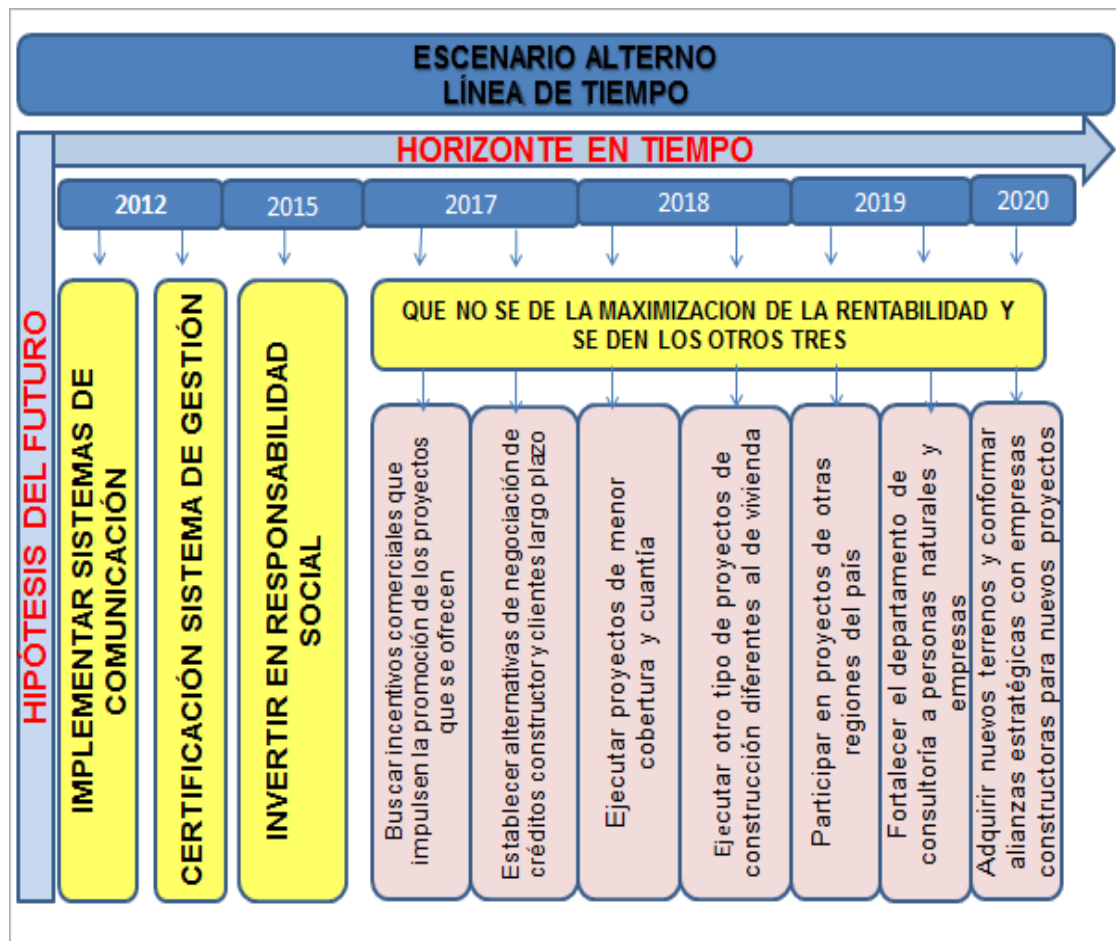 ESCENARIO ALTERNO
LÍNEA DE TIEMPO
HORIZONTE EN TIEMPO
HIPÓTESIS DEL FUTURO
2012
2015
2017
2018
2019
2020
IMPLEMENTAR SISTEMAS DE
COMUNICACIÓN
CERTIFICACIÓN SISTEMA DE GESTIÓN
INVERTIR EN RESPONSABILIDAD
SOCIAL
QUE NO SE DE LA MAXIMIZACION DE LA RENTABILIDAD Y
SE DEN LOS OTROS TRES
Buscar incentivos comerciales que
impulsen la promoción de los proyectos
que se ofrecen
Establecer alternativas de negociación de
créditos constructor y clientes largo plazo
Ejecutar proyectos de menor
cobertura y cuantía
Ejecutar otro tipo de proyectos de
construcción diferentes al de vivienda
Participar en proyectos de otras
regiones del país
Fortalecer el departamento de
consultoría a personas naturales y
empresas
Adquirir nuevos terrenos y conformar
alianzas estratégicas con empresas
constructoras para nuevos proyectos